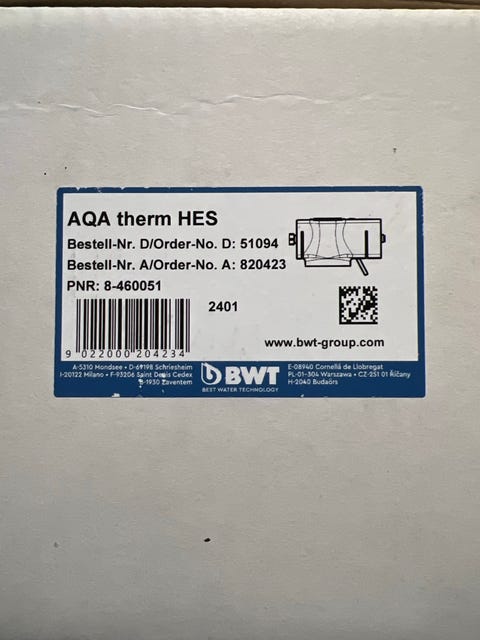 AQA therm HES
Bestell-Nr. D/Order-No. D: 51094
Bestell-Nr. A/Order-No. A: 820423
PNR: 8-460051
2401
9 022000 204234
www.bwt-group.com
A-5310 Mondsee • D-69198 Schriesheim
I-20122 Milano • F-93206 Saint Denis Cedex
B-1930 Zaventem
BWT
BEST WATER TECHNOLOGY
E-08940 Cornellá de Llobregat
PL-01-304 Warszawa • CZ-251 01 Říčany
H-2040 Budaörs